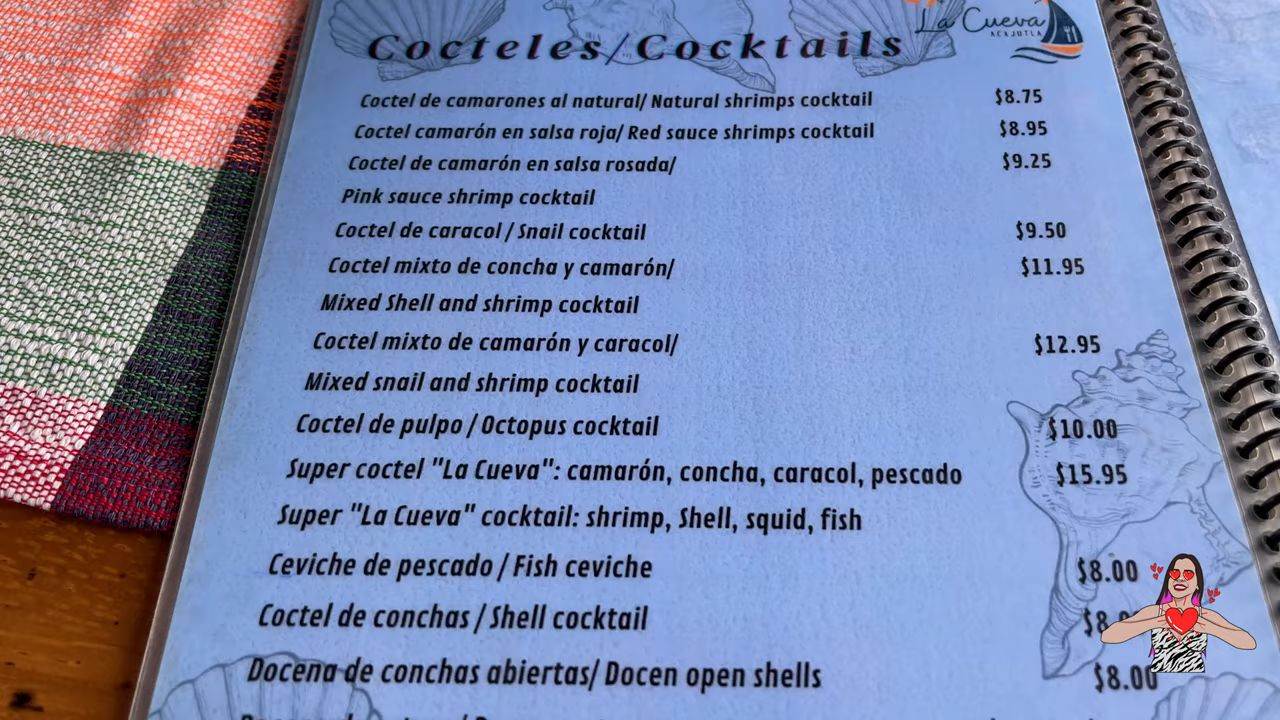 La Cueva
ACAJUTLA
Cocteles/Cocktails
Coctel de camarones al natural/ Natural shrimps cocktail $8.75
Coctel camarón en salsa roja/ Red sauce shrimps cocktail $8.95
Coctel de camarón en salsa rosada/ $9.25
Pink sauce shrimp cocktail
Coctel de caracol / Snail cocktail $9.50
Coctel mixto de concha y camarón/ $11.95
Mixed Shell and shrimp cocktail
Coctel mixto de camarón y caracol/ $12.95
Mixed snail and shrimp cocktail
Coctel de pulpo / Octopus cocktail $10.00
Super coctel "La Cueva": camarón, concha, caracol, pescado $15.95
Super "La Cueva" cocktail: shrimp, Shell, squid, fish
Ceviche de pescado / Fish ceviche $8.00
Coctel de conchas / Shell cocktail
Docena de conchas abiertas/ Docen open shells $8.00